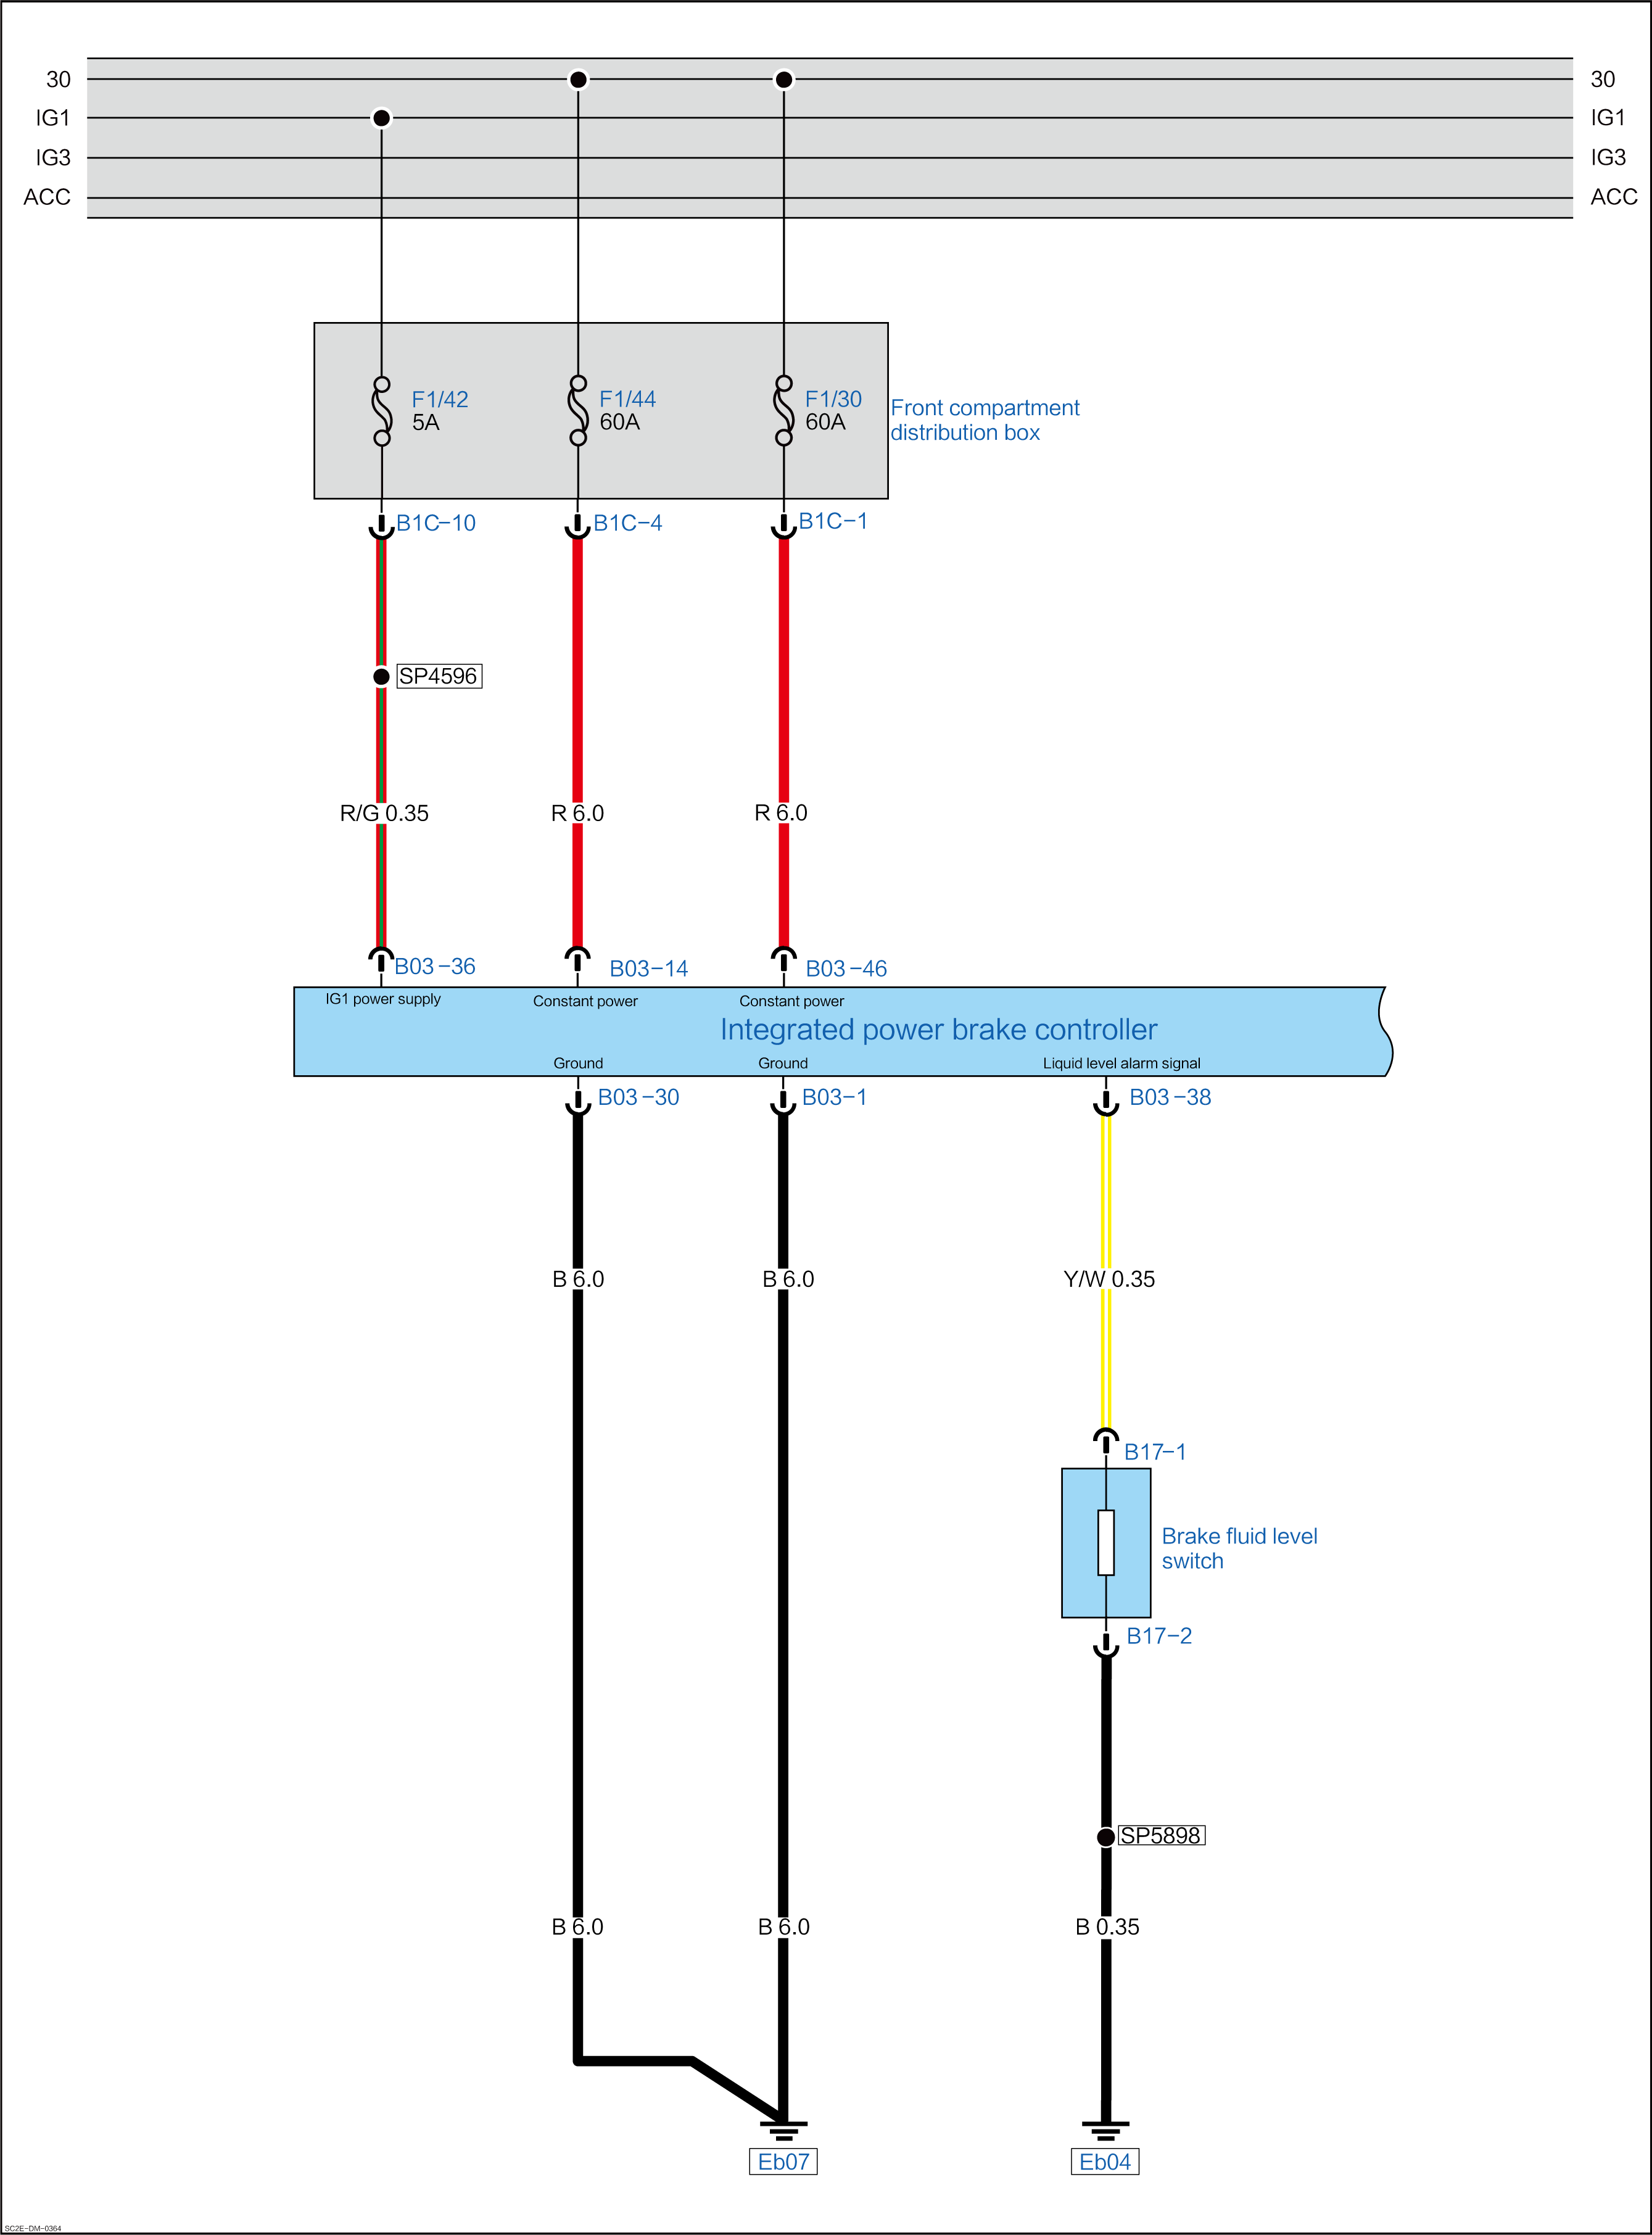 30 30
IG1 IG1
IG3 IG3
ACC ACC
F1/42 F1/44 F1/30
5A 60A 60A
Front compartment
distribution box
B1C-10 B1C-4 B1C-1
SP4596
R/G 0.35 R 6.0 R 6.0
B03-36 B03-14 B03-46
IG1 power supply Constant power Constant power
Integrated power brake controller
Ground Ground Liquid level alarm signal
B03-30 B03-1 B03-38
B 6.0 B 6.0 Y/W 0.35
B17-1
Brake fluid level
switch
B17-2
SP5898
B 6.0 B 6.0 B 0.35
Eb07 Eb04
SC2E-DM-0364